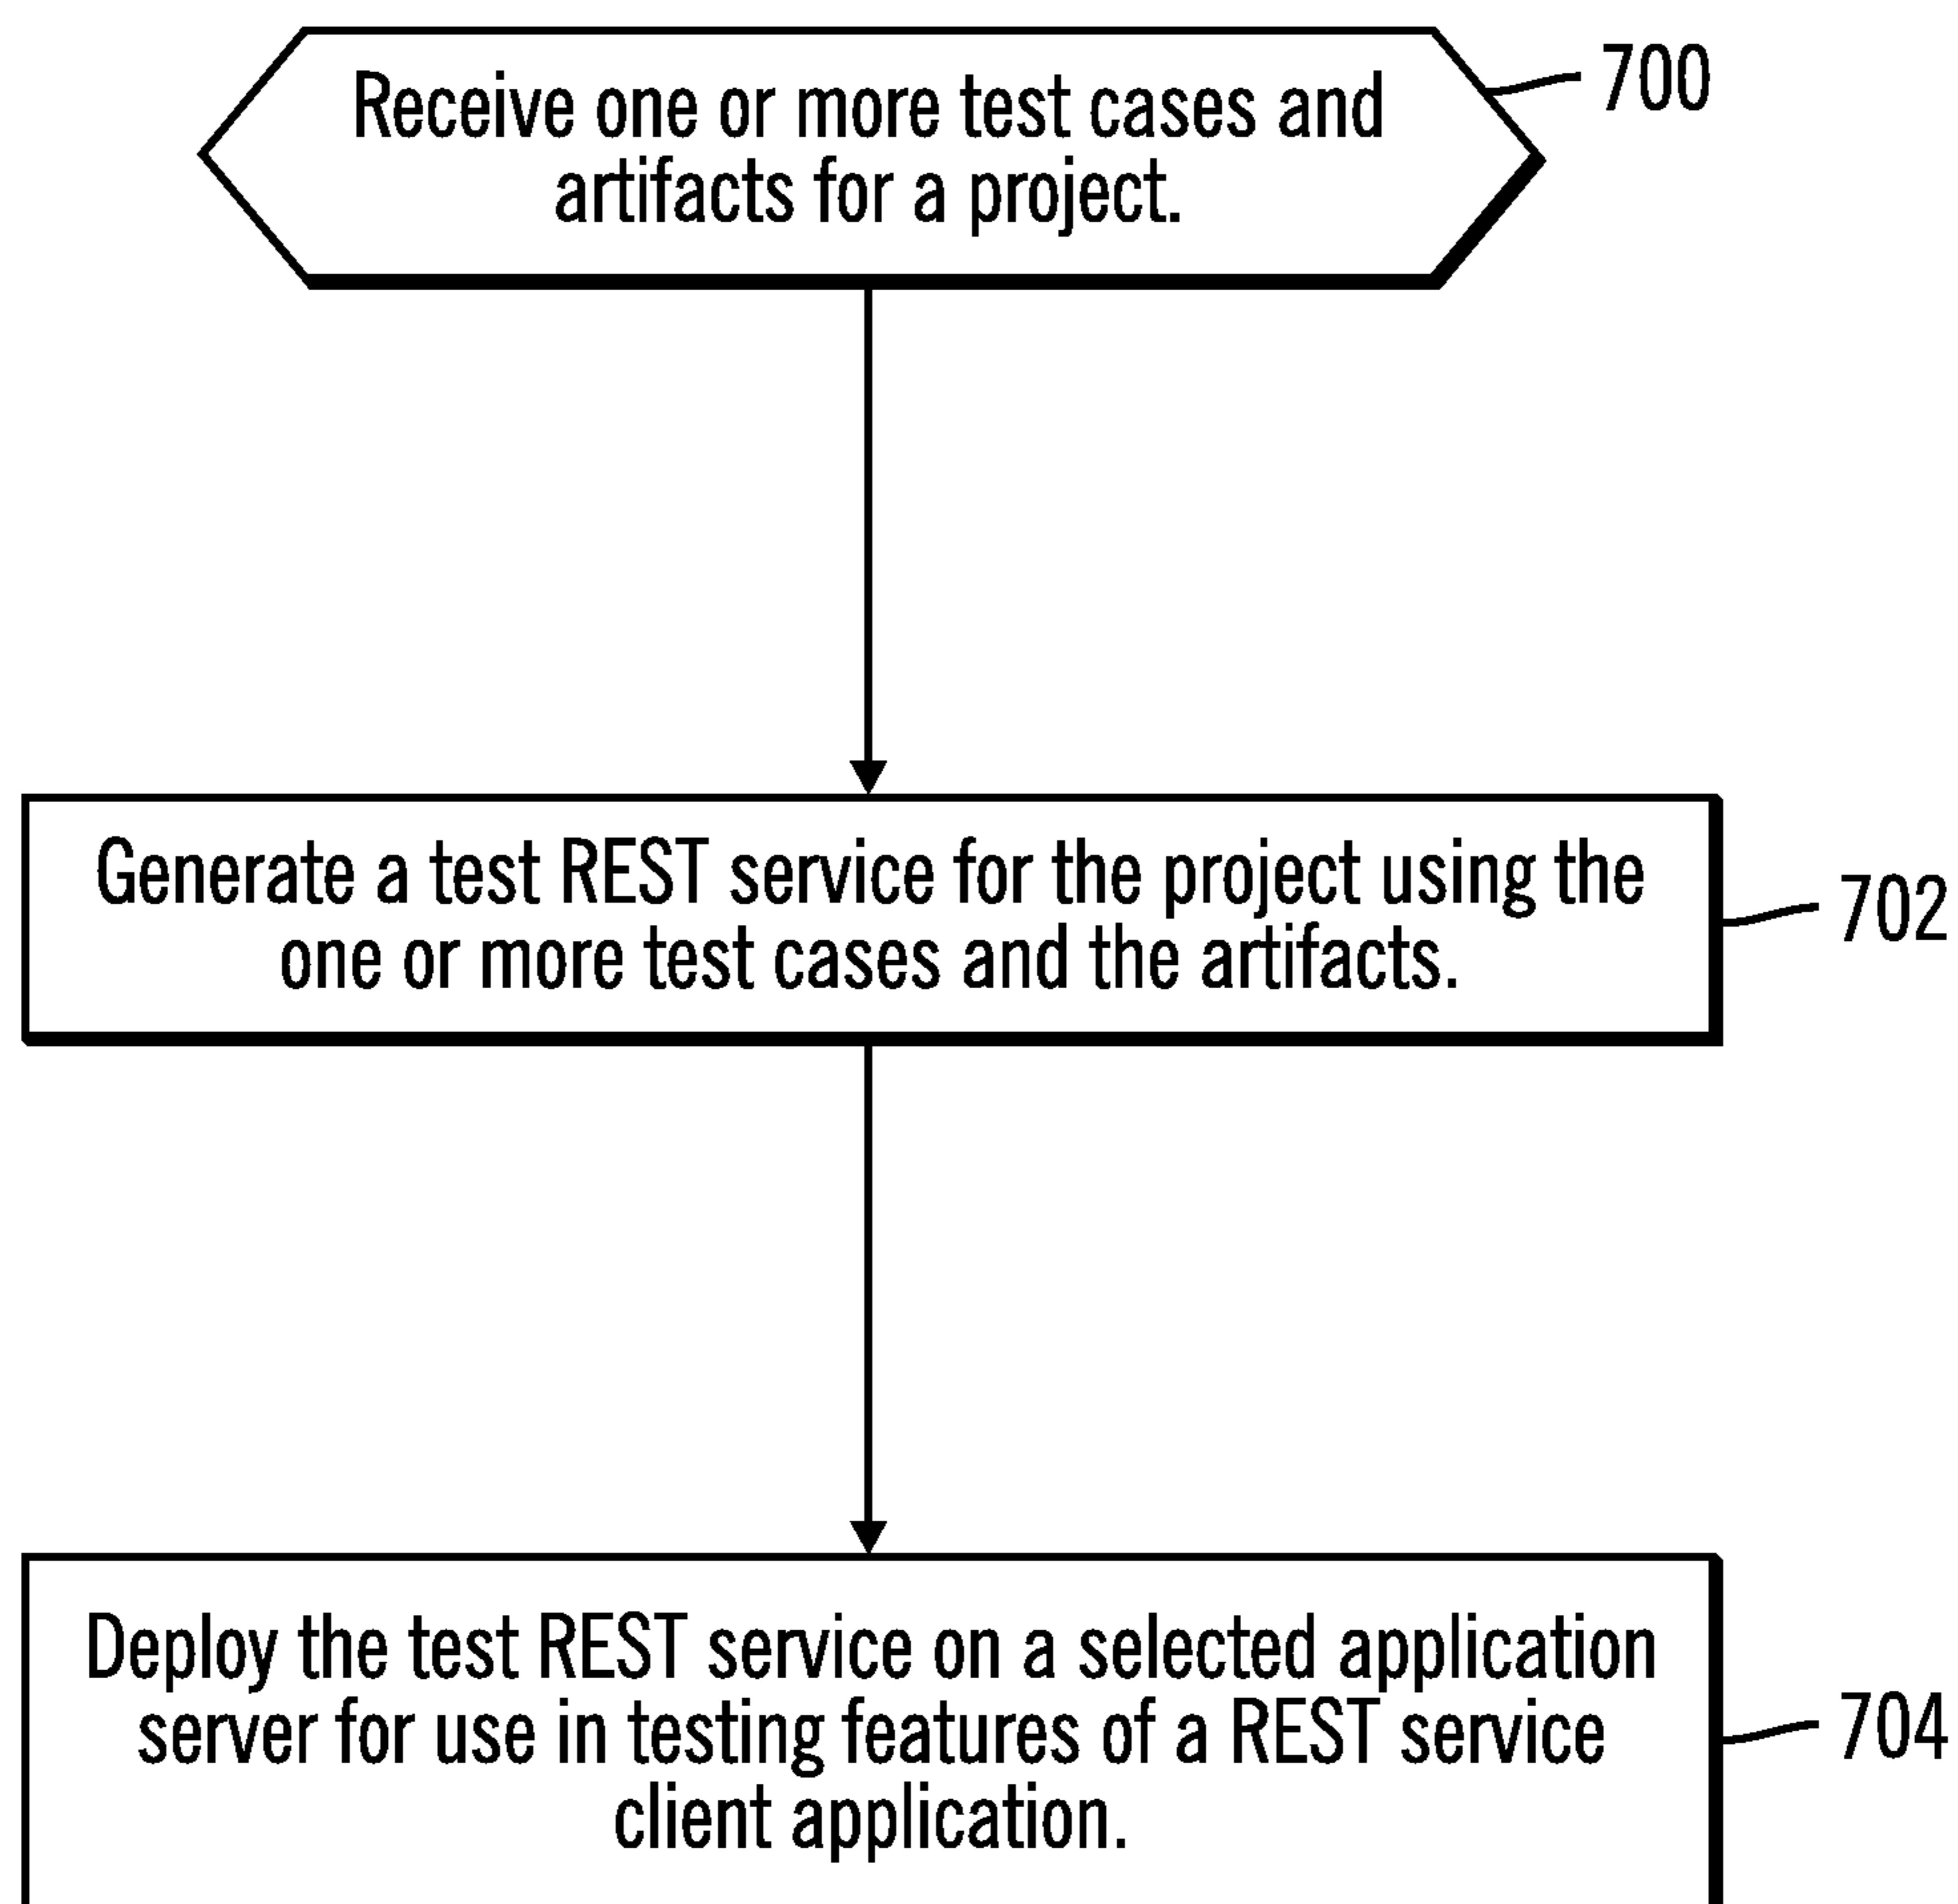 Receive one or more test cases and
artifacts for a project.
700
Generate a test REST service for the project using the
one or more test cases and the artifacts.
702
Deploy the test REST service on a selected application
server for use in testing features of a REST service
client application.
704